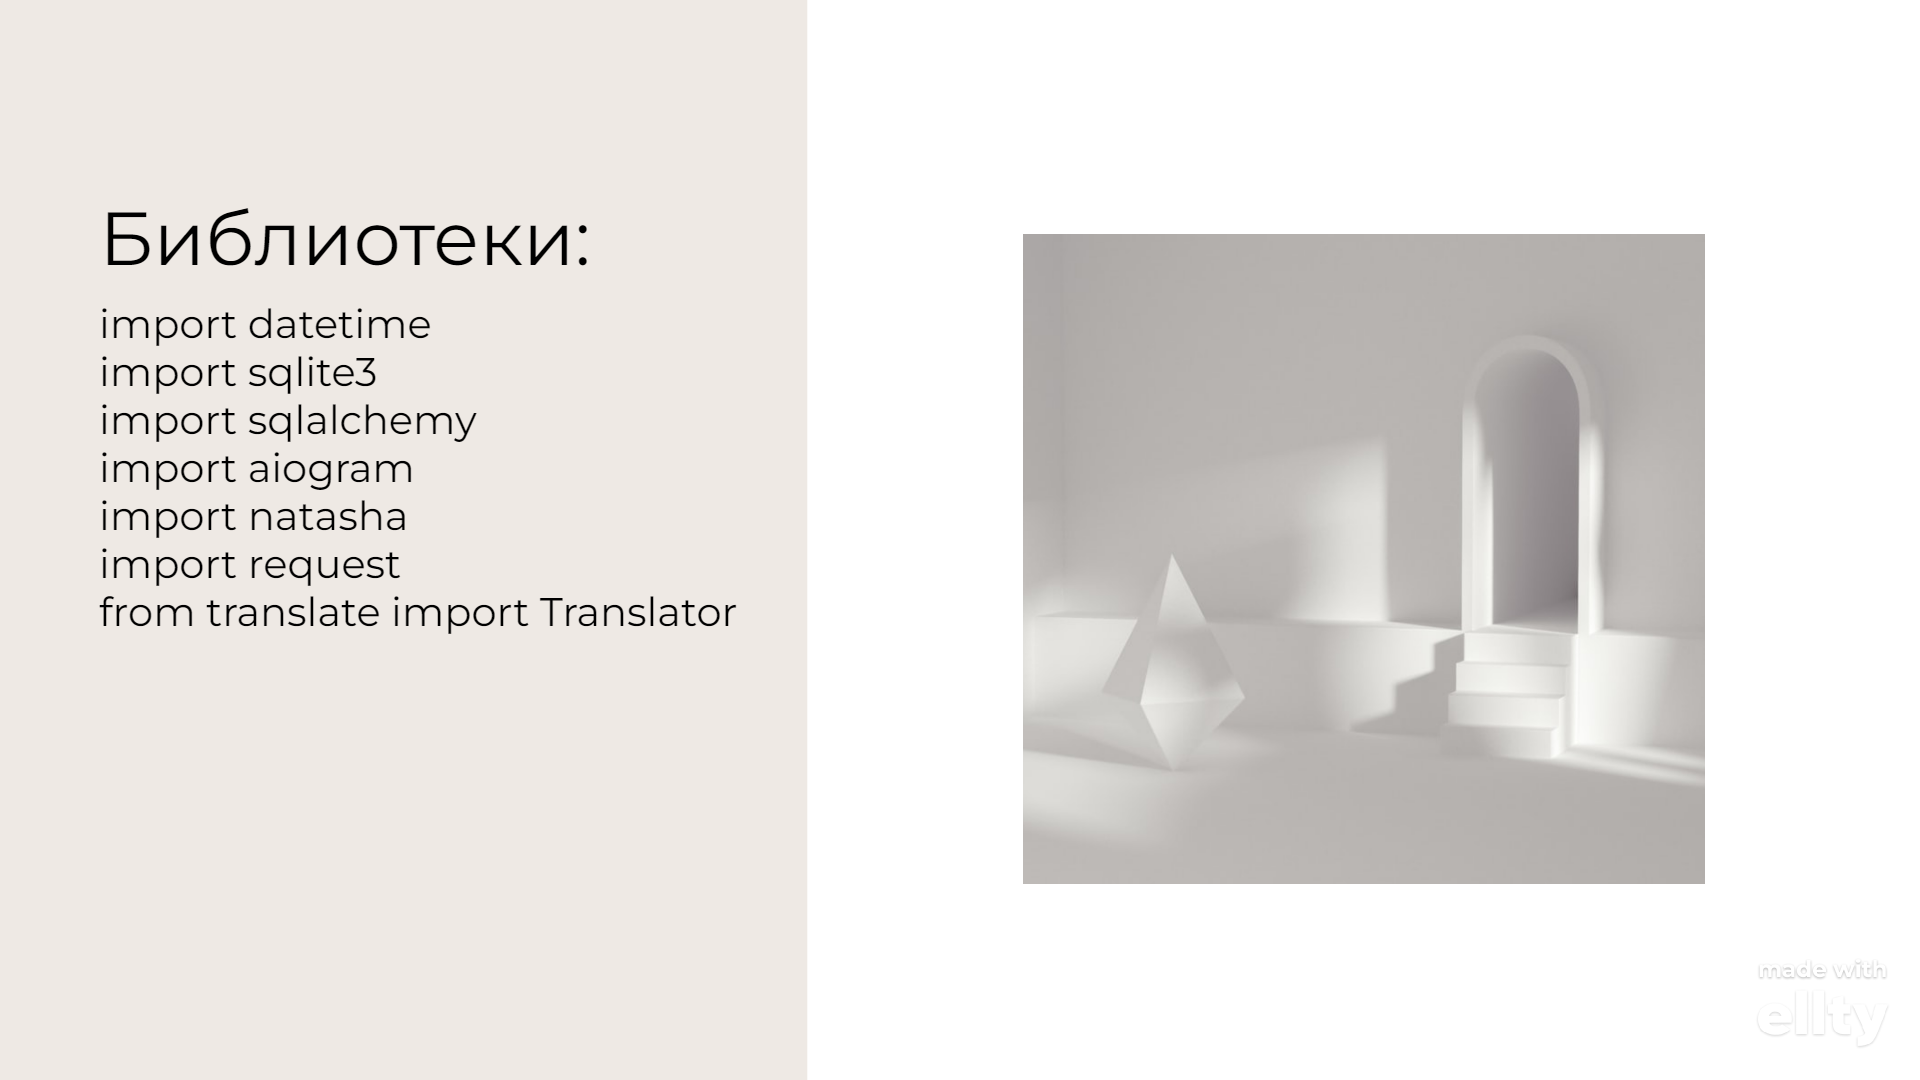 Библиотеки:
import datetime
import sqlite3
import sqlalchemy
import aiogram
import natasha
import request
from translate import Translator
made with
ellty